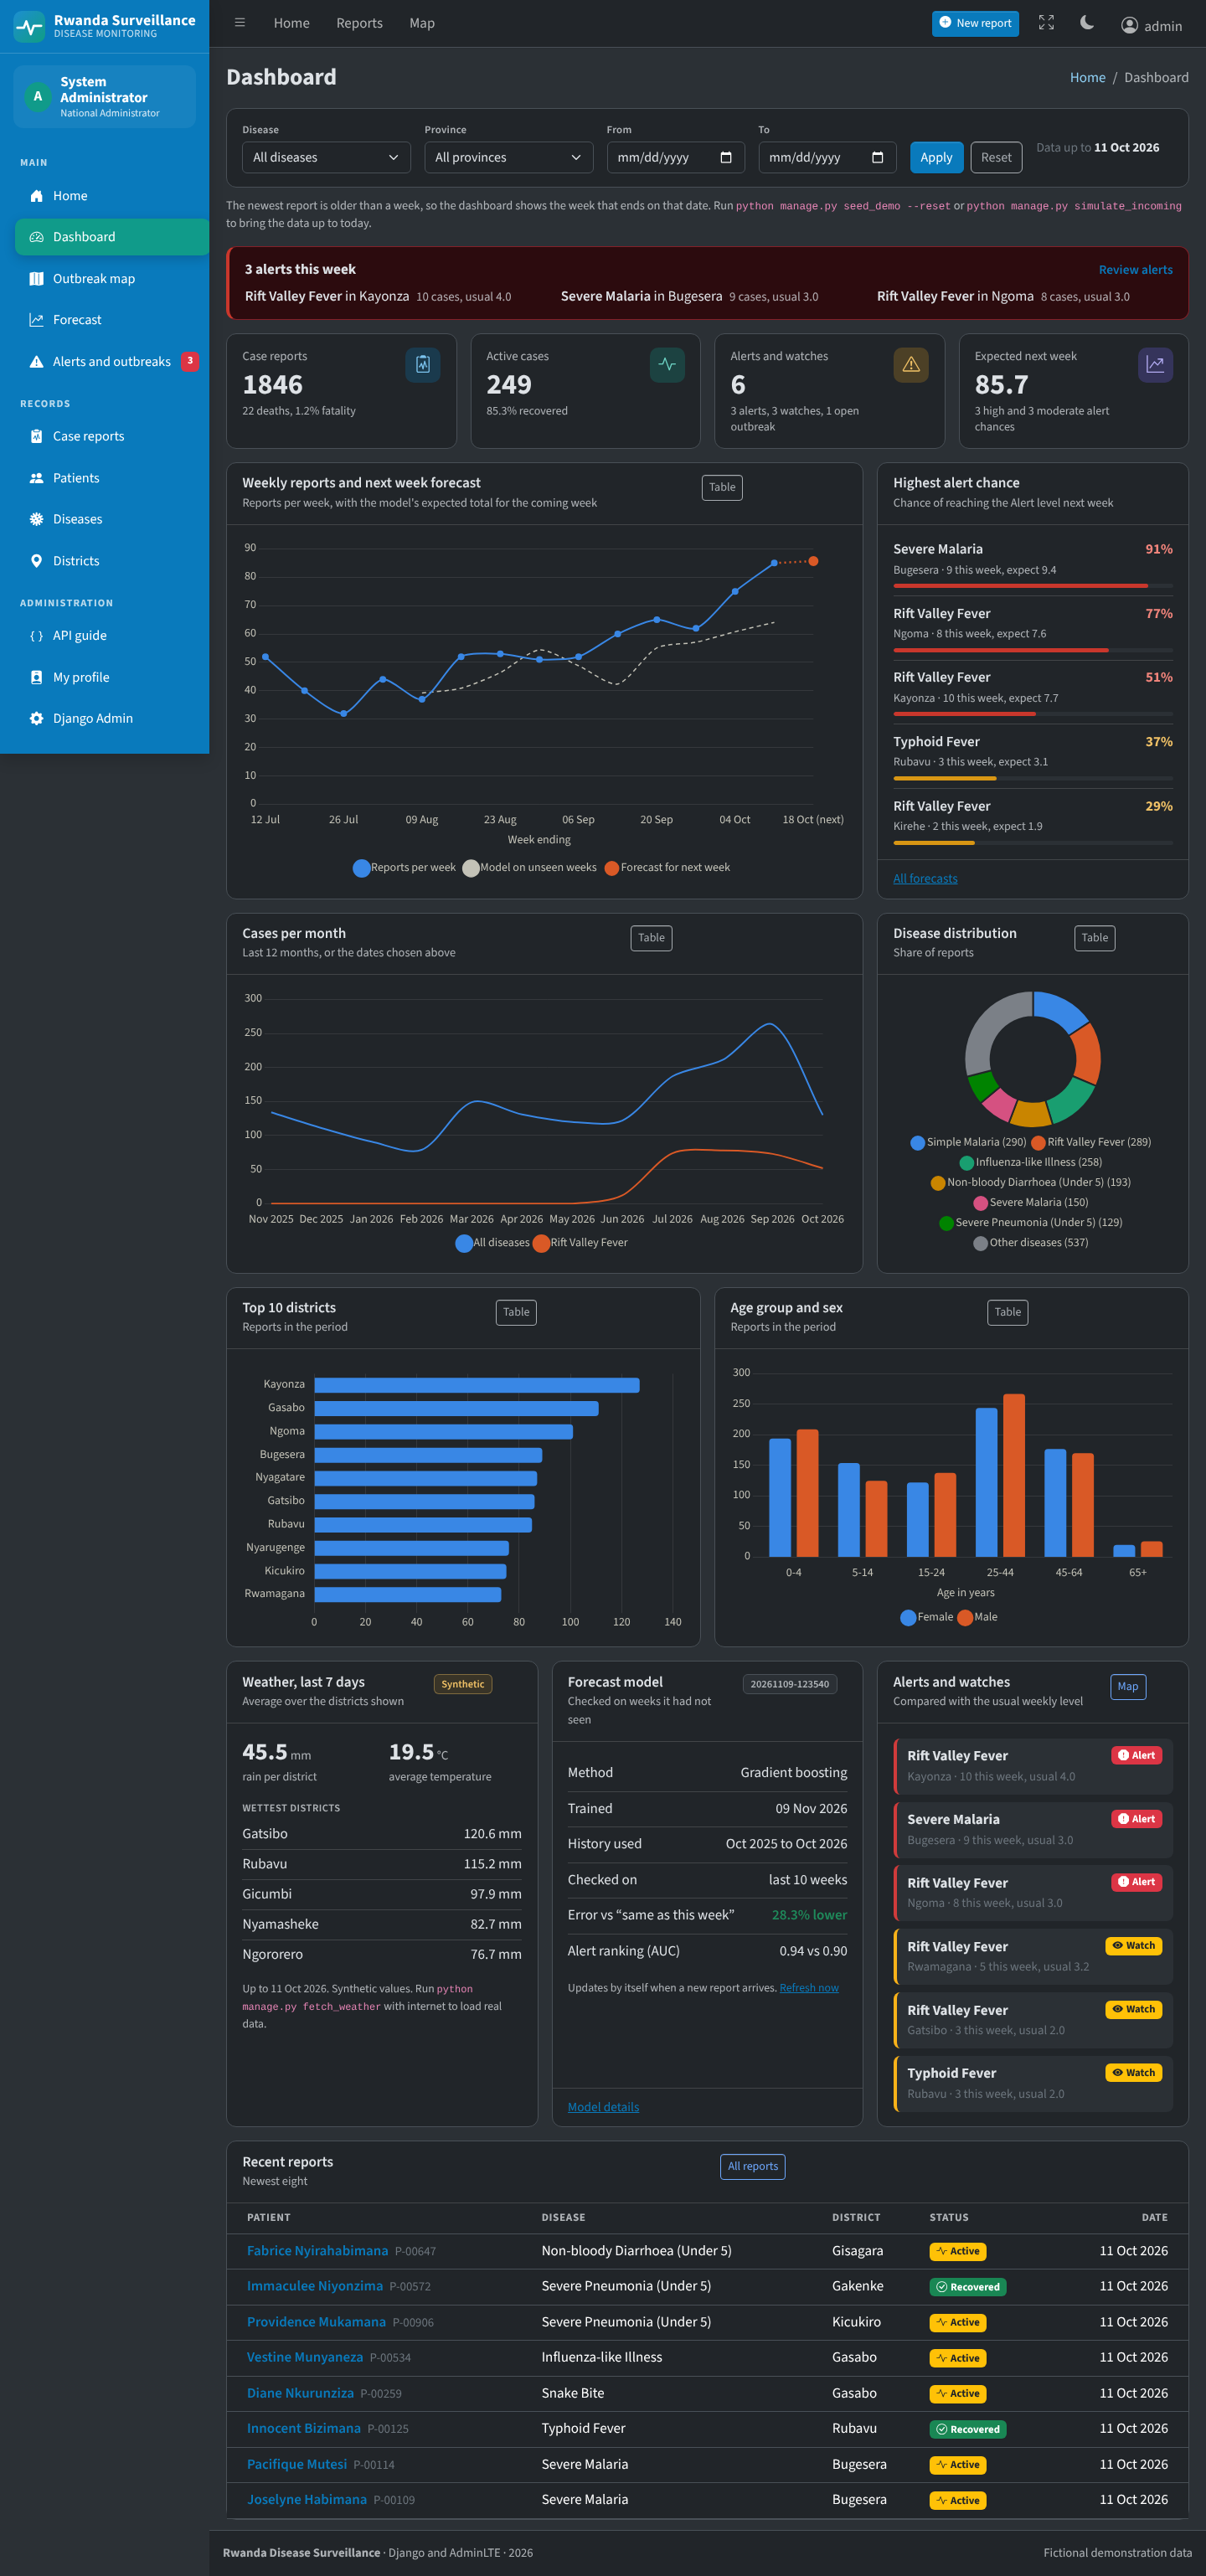 Rwanda Surveillance
DISEASE MONITORING
Home
Reports
Map
New report
admin
A
System Administrator
National Administrator
MAIN
Home
Dashboard
Outbreak map
Forecast
Alerts and outbreaks 3
RECORDS
Case reports
Patients
Diseases
Districts
ADMINISTRATION
API guide
My profile
Django Admin
Dashboard
Home / Dashboard
Disease
Province
From
To
All diseases
All provinces
mm/dd/yyyy
mm/dd/yyyy
Apply
Reset
Data up to 11 Oct 2026
The newest report is older than a week, so the dashboard shows the week that ends on that date. Run python manage.py seed_demo --reset or python manage.py simulate_incoming
to bring the data up to today.
3 alerts this week
Review alerts
Rift Valley Fever in Kayonza 10 cases, usual 4.0
Severe Malaria in Bugesera 9 cases, usual 3.0
Rift Valley Fever in Ngoma 8 cases, usual 3.0
Case reports
1846
22 deaths, 1.2% fatality
Active cases
249
85.3% recovered
Alerts and watches
6
3 alerts, 3 watches, 1 open
outbreak
Expected next week
85.7
3 high and 3 moderate alert
chances
Weekly reports and next week forecast
Reports per week, with the model's expected total for the coming week
Table
90
80
70
60
50
40
30
20
10
0
12 Jul
26 Jul
09 Aug
23 Aug
06 Sep
20 Sep
04 Oct
18 Oct (next)
Week ending
Reports per week
Model on unseen weeks
Forecast for next week
Highest alert chance
Chance of reaching the Alert level next week
Severe Malaria 91%
Bugesera · 9 this week, expect 9.4
Rift Valley Fever 77%
Ngoma · 8 this week, expect 7.6
Rift Valley Fever 51%
Kayonza · 10 this week, expect 7.7
Typhoid Fever 37%
Rubavu · 3 this week, expect 3.1
Rift Valley Fever 29%
Kirehe · 2 this week, expect 1.9
All forecasts
Cases per month
Last 12 months, or the dates chosen above
Table
300
250
200
150
100
50
0
Nov 2025
Dec 2025
Jan 2026
Feb 2026
Mar 2026
Apr 2026
May 2026
Jun 2026
Jul 2026
Aug 2026
Sep 2026
Oct 2026
All diseases
Rift Valley Fever
Disease distribution
Share of reports
Table
Simple Malaria (290)
Rift Valley Fever (289)
Influenza-like Illness (258)
Non-bloody Diarrhoea (Under 5) (193)
Severe Malaria (150)
Severe Pneumonia (Under 5) (129)
Other diseases (537)
Top 10 districts
Reports in the period
Table
Kayonza
Gasabo
Ngoma
Bugesera
Nyagatare
Gatsibo
Rubavu
Nyarugenge
Kicukiro
Rwamagana
0
20
40
60
80
100
120
140
Age group and sex
Reports in the period
Table
300
250
200
150
100
50
0
0-4
5-14
15-24
25-44
45-64
65+
Age in years
Female
Male
Weather, last 7 days
Average over the districts shown
Synthetic
45.5 mm
rain per district
19.5 °C
average temperature
WETTEST DISTRICTS
Gatsibo 120.6 mm
Rubavu 115.2 mm
Gicumbi 97.9 mm
Nyamasheke 82.7 mm
Ngororero 76.7 mm
Up to 11 Oct 2026. Synthetic values. Run python
manage.py fetch_weather with internet to load real
data.
Forecast model
Checked on weeks it had not
seen
20261109-123540
Method Gradient boosting
Trained 09 Nov 2026
History used Oct 2025 to Oct 2026
Checked on last 10 weeks
Error vs “same as this week” 28.3% lower
Alert ranking (AUC) 0.94 vs 0.90
Updates by itself when a new report arrives. Refresh now
Model details
Alerts and watches
Compared with the usual weekly level
Map
Rift Valley Fever Alert
Kayonza · 10 this week, usual 4.0
Severe Malaria Alert
Bugesera · 9 this week, usual 3.0
Rift Valley Fever Alert
Ngoma · 8 this week, usual 3.0
Rift Valley Fever Watch
Rwamagana · 5 this week, usual 3.2
Rift Valley Fever Watch
Gatsibo · 3 this week, usual 2.0
Typhoid Fever Watch
Rubavu · 3 this week, usual 2.0
Recent reports
Newest eight
All reports
PATIENT DISEASE DISTRICT STATUS DATE
Fabrice Nyirahabimana P-00647 Non-bloody Diarrhoea (Under 5) Gisagara Active 11 Oct 2026
Immaculee Niyonzima P-00572 Severe Pneumonia (Under 5) Gakenke Recovered 11 Oct 2026
Providence Mukamana P-00906 Severe Pneumonia (Under 5) Kicukiro Active 11 Oct 2026
Vestine Munyaneza P-00534 Influenza-like Illness Gasabo Active 11 Oct 2026
Diane Nkurunziza P-00259 Snake Bite Gasabo Active 11 Oct 2026
Innocent Bizimana P-00125 Typhoid Fever Rubavu Recovered 11 Oct 2026
Pacifique Mutesi P-00114 Severe Malaria Bugesera Active 11 Oct 2026
Joselyne Habimana P-00109 Severe Malaria Bugesera Active 11 Oct 2026
Rwanda Disease Surveillance · Django and AdminLTE · 2026
Fictional demonstration data